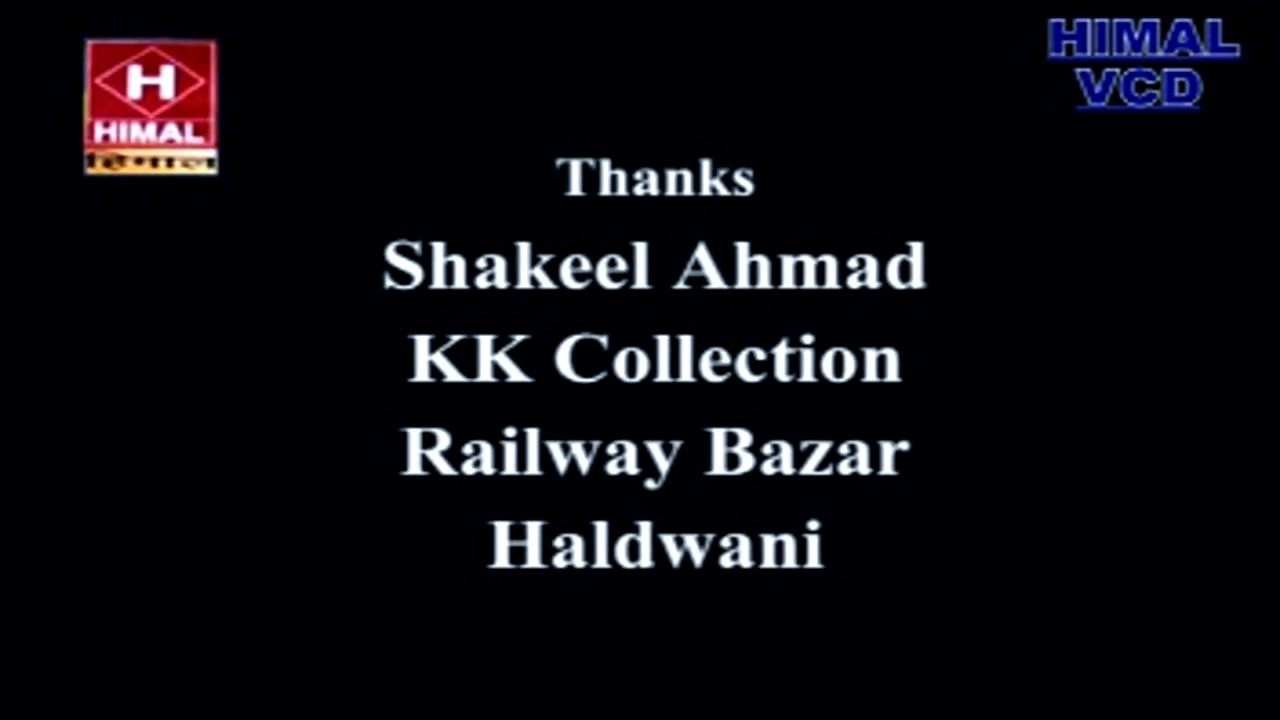 H
HIMAL
हिमाल
HIMAL
VCD
Thanks
Shakeel Ahmad
KK Collection
Railway Bazar
Haldwani